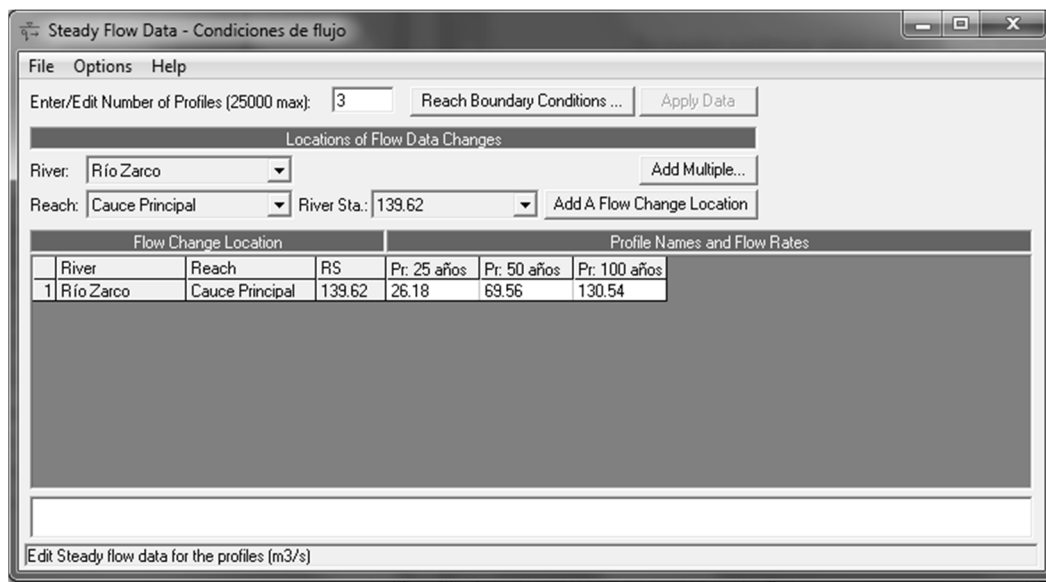 Steady Flow Data - Condiciones de flujo
File Options Help
Enter/Edit Number of Profiles (25000 max): 3 Reach Boundary Conditions ... Apply Data
Locations of Flow Data Changes
River: Río Zarco Add Multiple...
Reach: Cauce Principal River Sta.: 139.62 Add A Flow Change Location
Flow Change Location Profile Names and Flow Rates
River Reach RS Pr: 25 años Pr: 50 años Pr: 100 años
1 Río Zarco Cauce Principal 139.62 26.18 69.56 130.54
Edit Steady flow data for the profiles (m3/s)